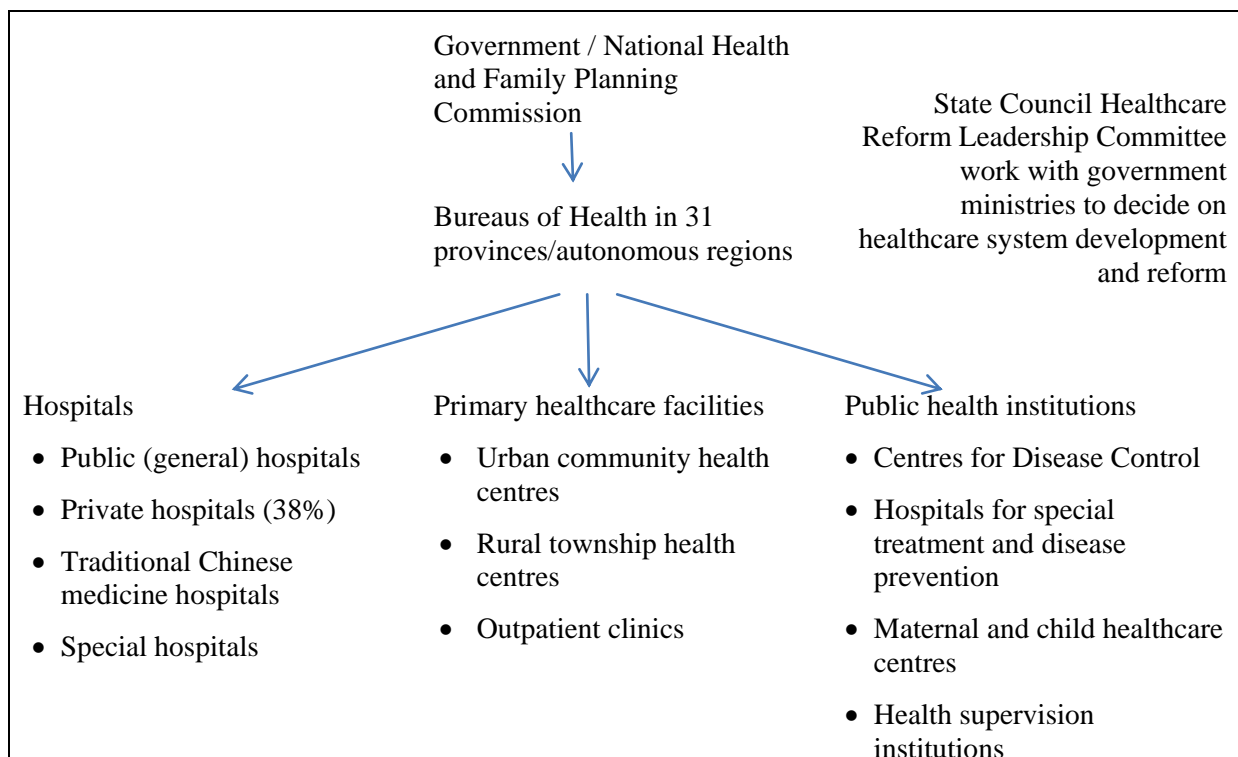 Government / National Health
and Family Planning
Commission
State Council Healthcare
Reform Leadership Committee
work with government
ministries to decide on
healthcare system development
and reform
Bureaus of Health in 31
provinces/autonomous regions
Hospitals
• Public (general) hospitals
• Private hospitals (38%)
• Traditional Chinese
medicine hospitals
• Special hospitals
Primary healthcare facilities
• Urban community health
centres
• Rural township health
centres
• Outpatient clinics
Public health institutions
• Centres for Disease Control
• Hospitals for special
treatment and disease
prevention
• Maternal and child healthcare
centres
• Health supervision
institutions